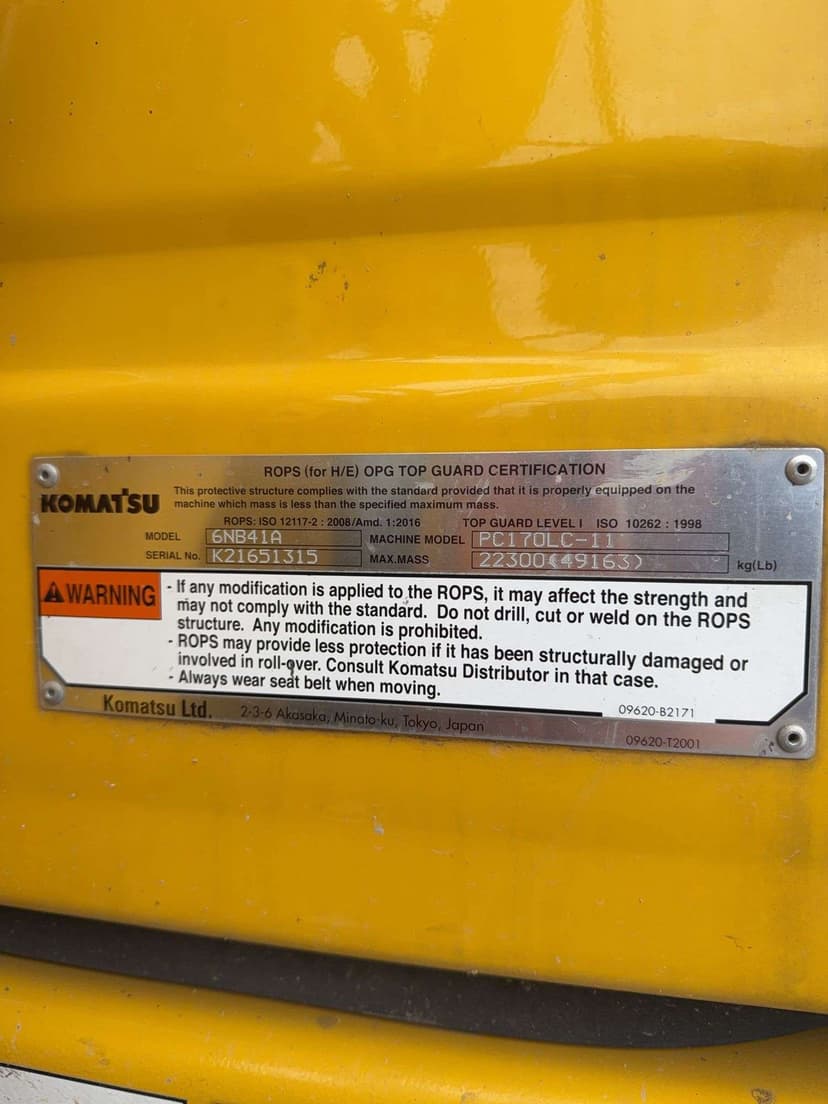 ROPS (for H/E) OPG TOP GUARD CERTIFICATION
KOMATSU
This protective structure complies with the standard provided that it is properly equipped on the
machine which mass is less than the specified maximum mass.
ROPS: ISO 12117-2 : 2008/Amd. 1:2016 TOP GUARD LEVEL I ISO 10262 : 1998
MODEL 6NB41A MACHINE MODEL PC170LC-11
SERIAL No. K21651315 MAX.MASS 22300(49163) kg(Lb)
WARNING
- If any modification is applied to the ROPS, it may affect the strength and
may not comply with the standard. Do not drill, cut or weld on the ROPS
structure. Any modification is prohibited.
- ROPS may provide less protection if it has been structurally damaged or
involved in roll-over. Consult Komatsu Distributor in that case.
- Always wear seat belt when moving.
09620-B2171
Komatsu Ltd. 2-3-6 Akasaka, Minato-ku, Tokyo, Japan
09620-T2001